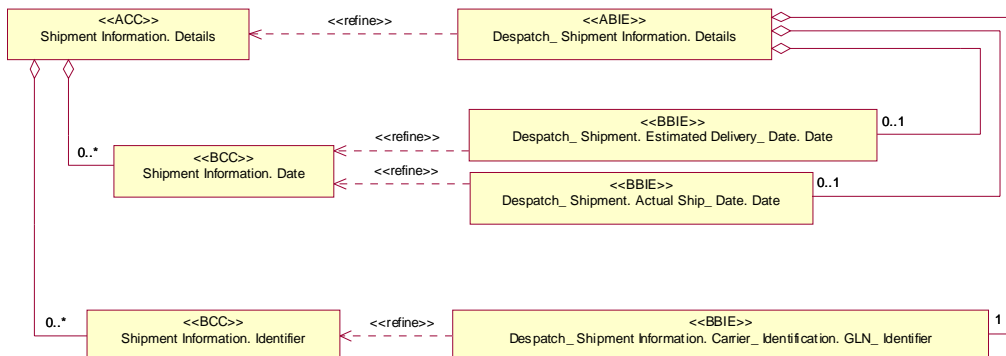 <<ACC>>
Shipment Information. Details
<<refine>>
<<ABIE>>
Despatch_ Shipment Information. Details
<<BBIE>>
Despatch_ Shipment. Estimated Delivery_ Date. Date
0..1
<<refine>>
0..*
<<BCC>>
Shipment Information. Date
<<refine>>
<<BBIE>>
Despatch_ Shipment. Actual Ship_ Date. Date
0..1
0..*
<<BCC>>
Shipment Information. Identifier
<<refine>>
<<BBIE>>
Despatch_ Shipment Information. Carrier_ Identification. GLN_ Identifier
1